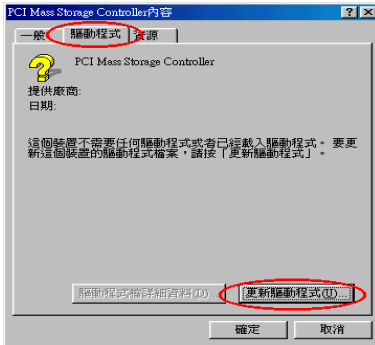 PCI Mass Storage Controller內容
一般 驅動程式 資源
PCI Mass Storage Controller
提供廠商:
日期:
這個裝置不需要任何驅動程式或者已經載入驅動程式。 要更
新這個裝置的驅動程式檔案，請按「更新驅動程式」。
驅動程式檔詳細資料(D)... 更新驅動程式(U)...
確定 取消